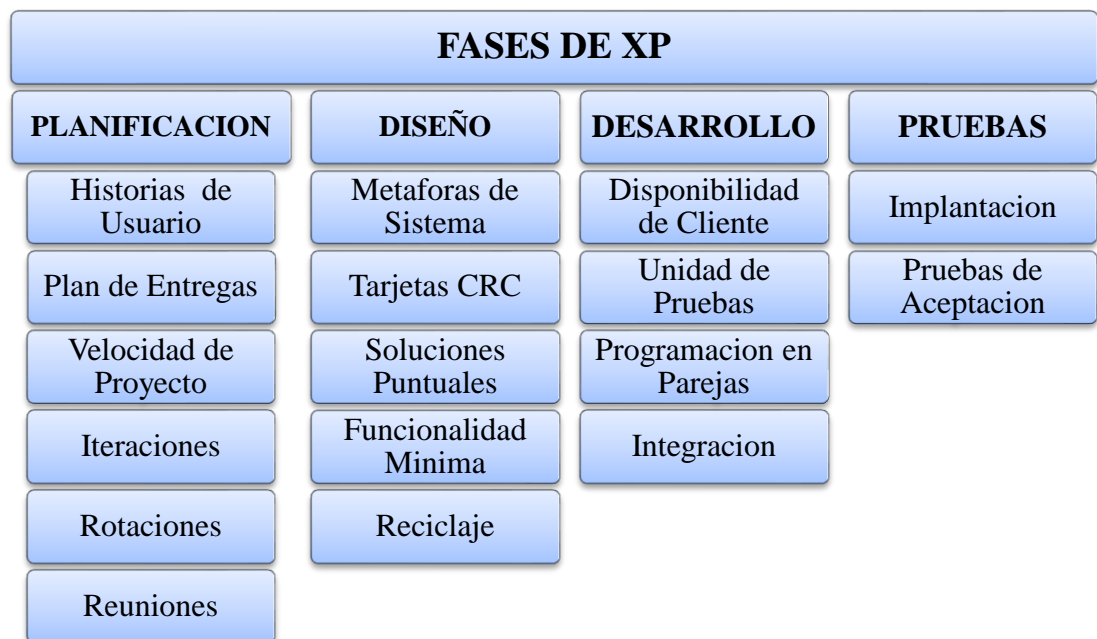 FASES DE XP
PLANIFICACION
Historias de
Usuario
Plan de Entregas
Velocidad de
Proyecto
Iteraciones
Rotaciones
Reuniones
DISEÑO
Metaforas de
Sistema
Tarjetas CRC
Soluciones
Puntuales
Funcionalidad
Minima
Reciclaje
DESARROLLO
Disponibilidad
de Cliente
Unidad de
Pruebas
Programacion en
Parejas
Integracion
PRUEBAS
Implantacion
Pruebas de
Aceptacion